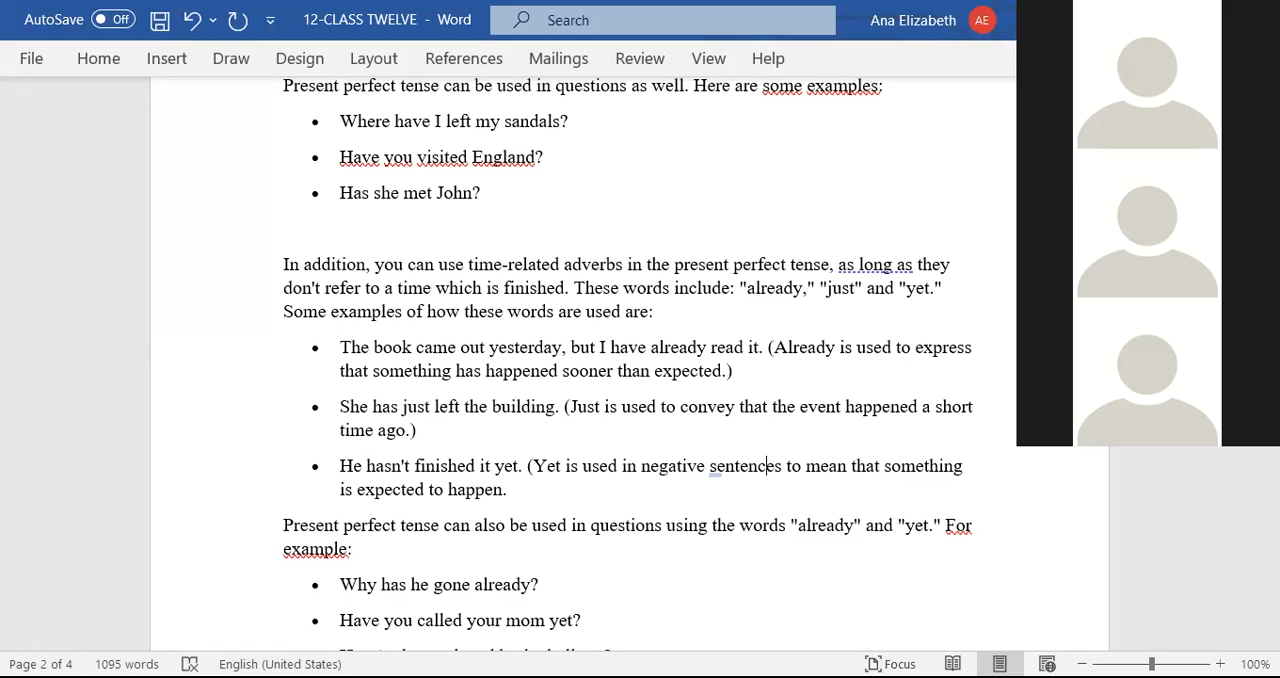 AutoSave Off 12-CLASS TWELVE - Word Search Ana Elizabeth AE
File Home Insert Draw Design Layout References Mailings Review View Help
Present perfect tense can be used in questions as well. Here are some examples:
• Where have I left my sandals?
• Have you visited England?
• Has she met John?
In addition, you can use time-related adverbs in the present perfect tense, as long as they
don't refer to a time which is finished. These words include: "already," "just" and "yet."
Some examples of how these words are used are:
• The book came out yesterday, but I have already read it. (Already is used to express
that something has happened sooner than expected.)
• She has just left the building. (Just is used to convey that the event happened a short
time ago.)
• He hasn't finished it yet. (Yet is used in negative sentences to mean that something
is expected to happen.
Present perfect tense can also be used in questions using the words "already" and "yet." For
example:
• Why has he gone already?
• Have you called your mom yet?
Page 2 of 4 1095 words English (United States) Focus 100%